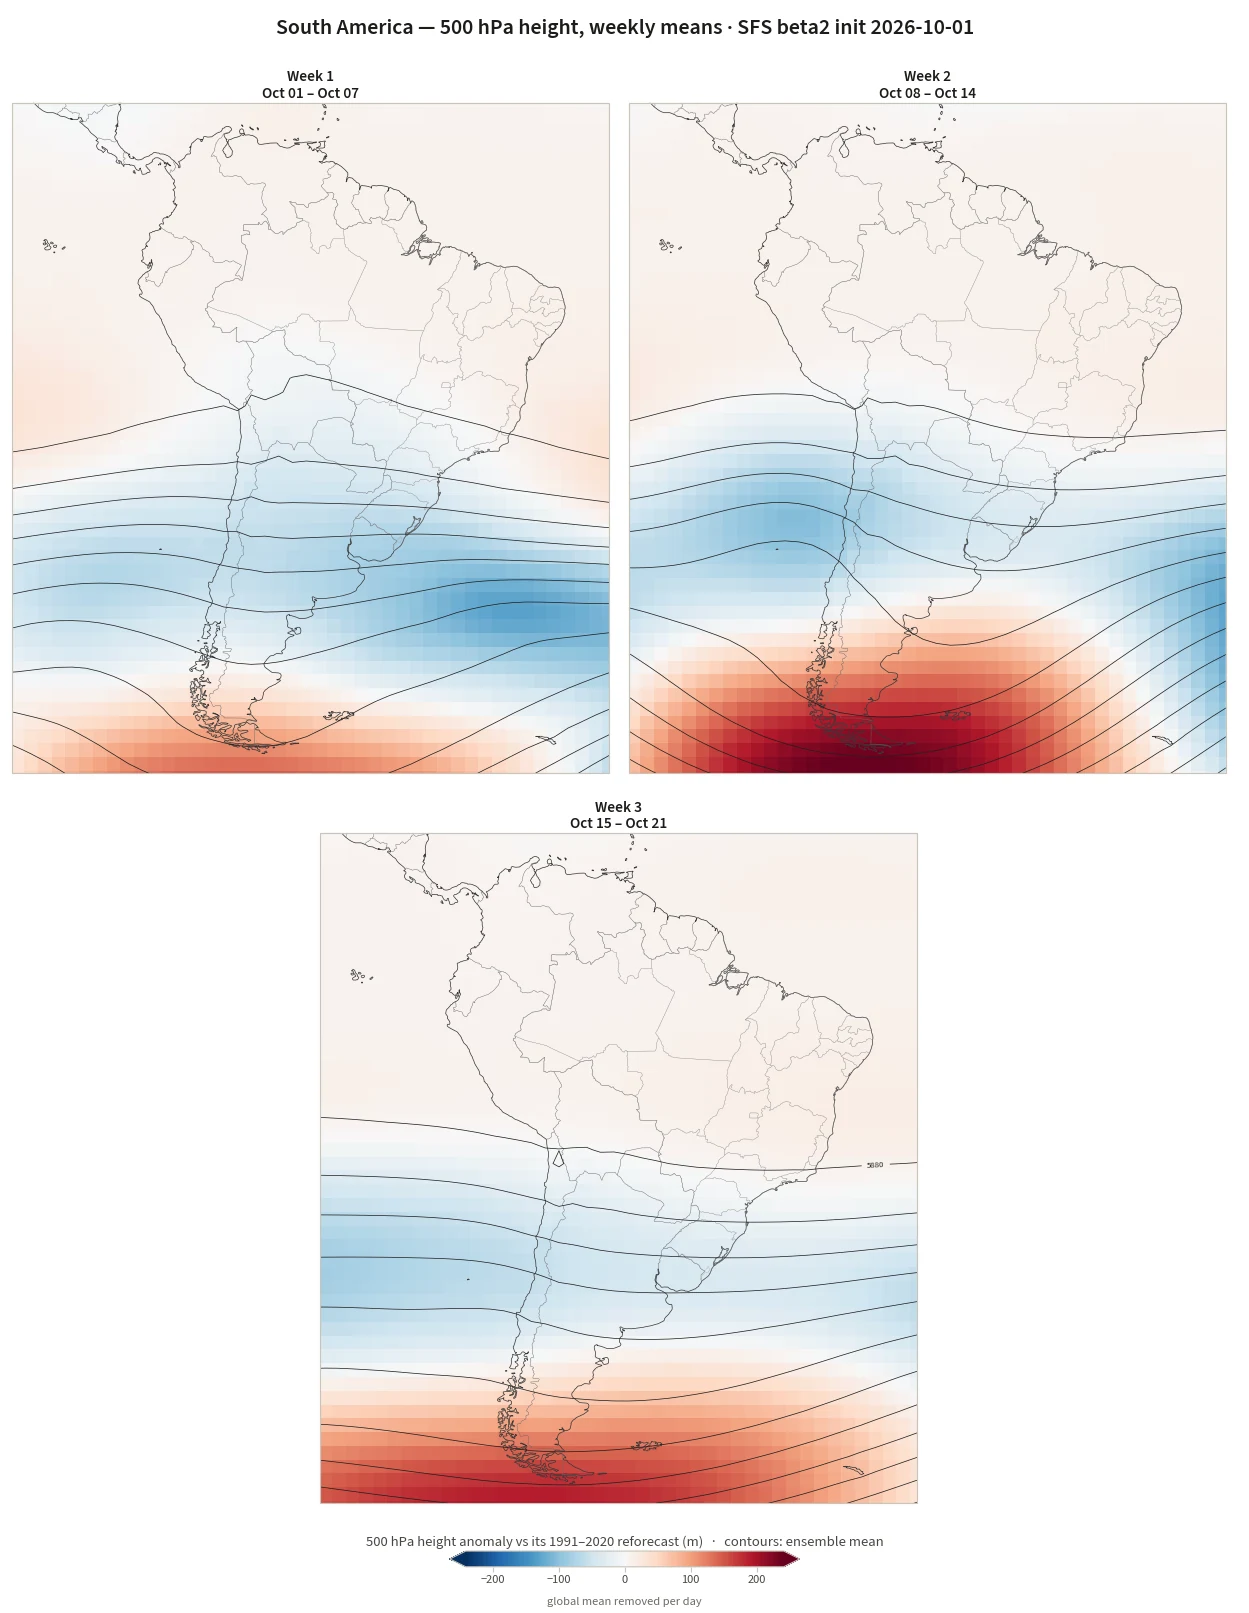 South America — 500 hPa height, weekly means · SFS beta2 init 2026-10-01
Week 1
Oct 01 – Oct 07
Week 2
Oct 08 – Oct 14
Week 3
Oct 15 – Oct 21
5880
500 hPa height anomaly vs its 1991–2020 reforecast (m) · contours: ensemble mean
−200 −100 0 100 200
global mean removed per day